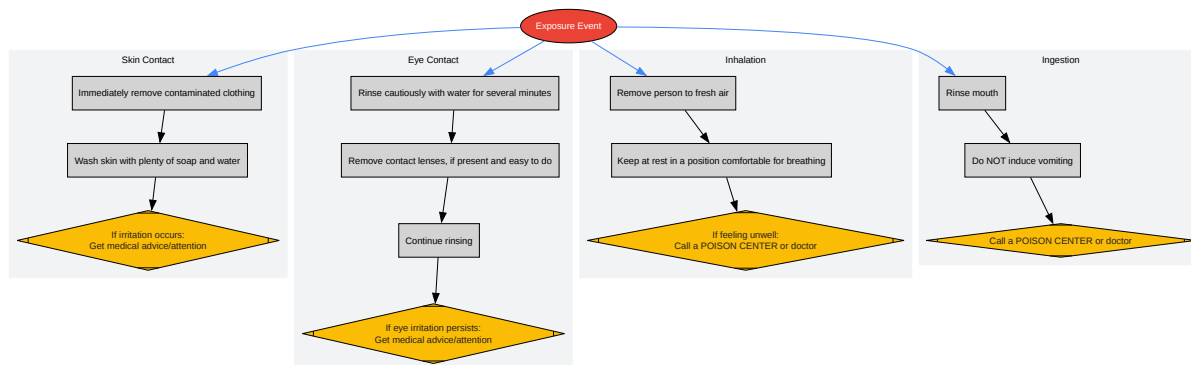 Exposure Event
Skin Contact
Immediately remove contaminated clothing
Wash skin with plenty of soap and water
If irritation occurs:
Get medical advice/attention
Eye Contact
Rinse cautiously with water for several minutes
Remove contact lenses, if present and easy to do
Continue rinsing
If eye irritation persists:
Get medical advice/attention
Inhalation
Remove person to fresh air
Keep at rest in a position comfortable for breathing
If feeling unwell:
Call a POISON CENTER or doctor
Ingestion
Rinse mouth
Do NOT induce vomiting
Call a POISON CENTER or doctor